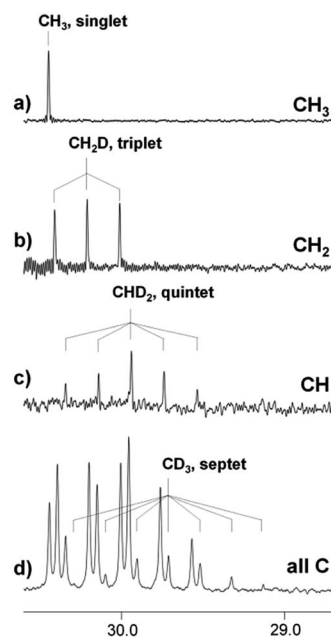 CH₃, singlet
a)
CH₃
CH₂D, triplet
b)
CH₂
CHD₂, quintet
c)
CH
CD₃, septet
d)
all C
30.0
29.0